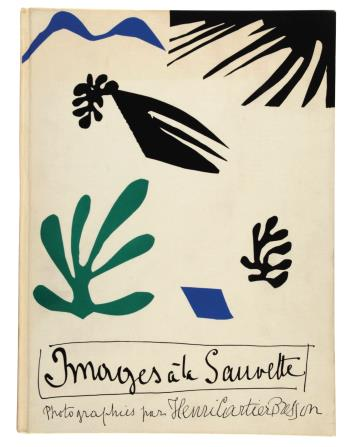 Images à la Sauvette
Photographies par Henri Cartier Bresson